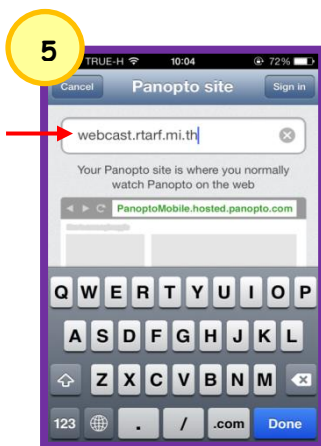 5
TRUE-H 10:04 72%
Cancel Panopto site Sign in
webcast.rtarf.mi.th
Your Panopto site is where you normally
watch Panopto on the web
PanoptoMobile.hosted.panopto.com
Q W E R T Y U I O P
A S D F G H J K L
Z X C V B N M
123 . / .com Done